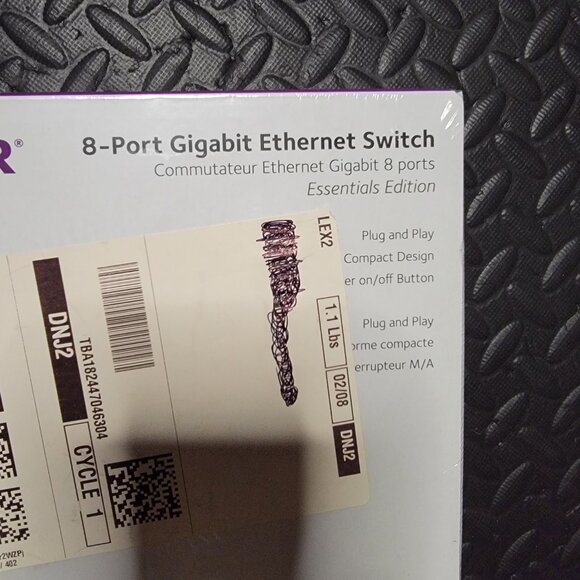 R®
8-Port Gigabit Ethernet Switch
Commutateur Ethernet Gigabit 8 ports
Essentials Edition
Plug and Play
Compact Design
er on/off Button
Plug and Play
orme compacte
errupteur M/A
LEX2
1.1 Lbs
02/08
DNJ2
TBA182447046304
DNJ2
CYCLE 1
402